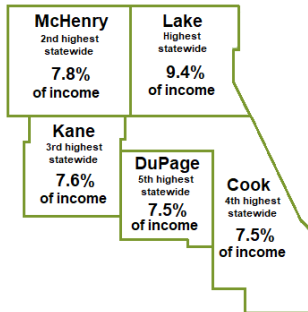 McHenry
2nd highest
statewide
7.8%
of income
Lake
Highest
statewide
9.4%
of income
Kane
3rd highest
statewide
7.6%
of income
DuPage
5th highest
statewide
7.5%
of income
Cook
4th highest
statewide
7.5%
of income